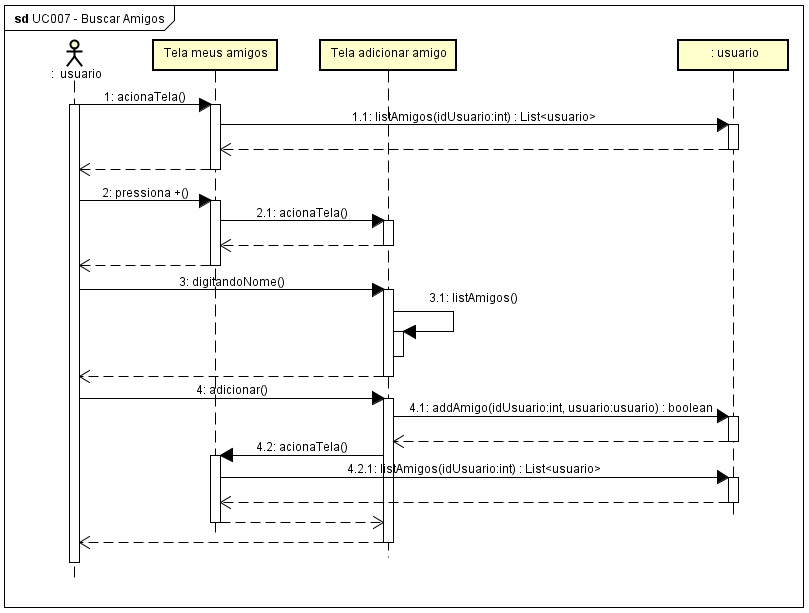 sd UC007 - Buscar Amigos
: usuario
Tela meus amigos
Tela adicionar amigo
: usuario
1: acionaTela()
1.1: listAmigos(idUsuario:int) : List<usuario>
2: pressiona +()
2.1: acionaTela()
3: digitandoNome()
3.1: listAmigos()
4: adicionar()
4.1: addAmigo(idUsuario:int, usuario:usuario) : boolean
4.2: acionaTela()
4.2.1: listAmigos(idUsuario:int) : List<usuario>